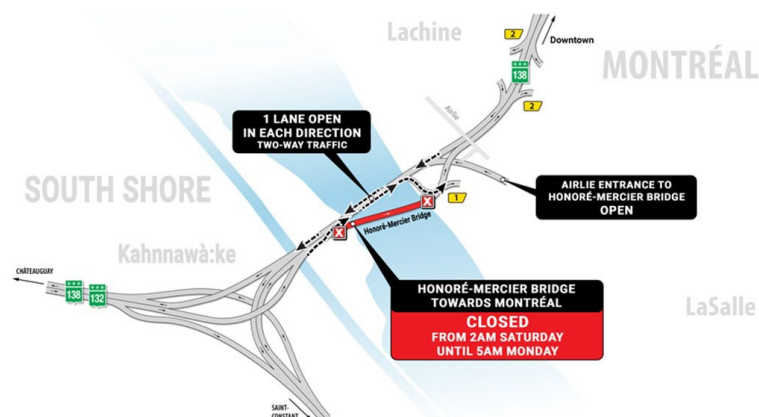 Lachine
2
Downtown
MONTRÉAL
138
2
Airlie
1 LANE OPEN
IN EACH DIRECTION
TWO-WAY TRAFFIC
SOUTH SHORE
AIRLIE ENTRANCE TO
HONORÉ-MERCIER BRIDGE
OPEN
1
X
X
Honoré-Mercier Bridge
Kahnnawà:ke
CHÂTEAUGUAY
138
132
HONORÉ-MERCIER BRIDGE
TOWARDS MONTRÉAL
CLOSED
FROM 2AM SATURDAY
UNTIL 5AM MONDAY
LaSalle
SAINT-
CONSTANT